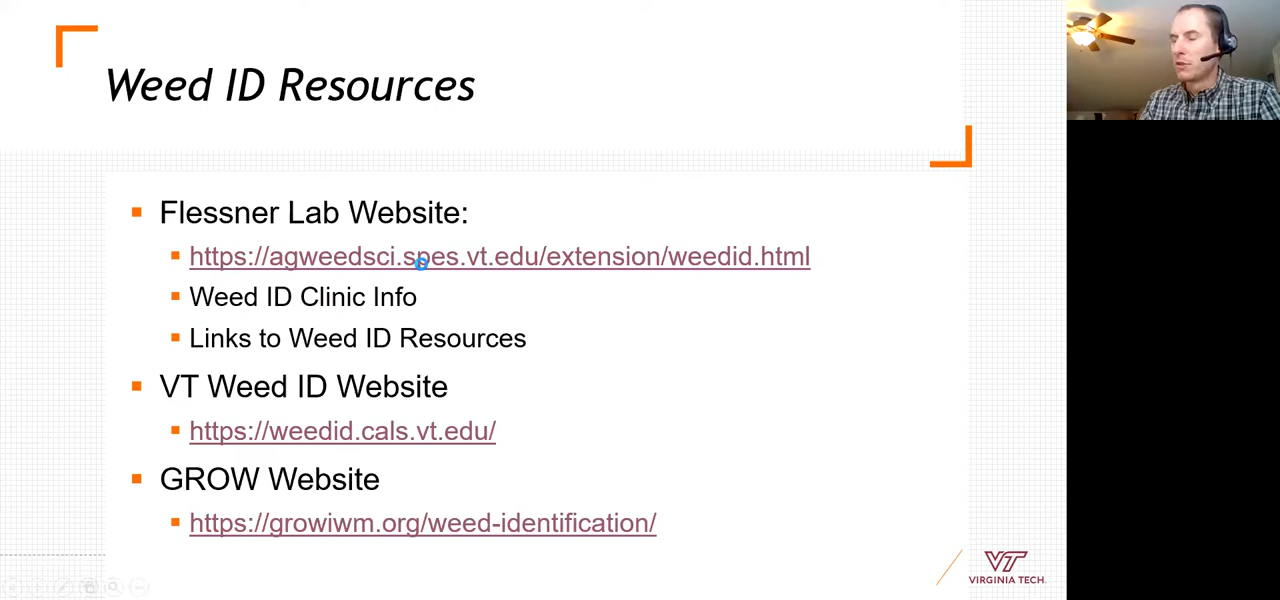 Weed ID Resources
Flessner Lab Website:
https://agweedsci.spes.vt.edu/extension/weedid.html
Weed ID Clinic Info
Links to Weed ID Resources
VT Weed ID Website
https://weedid.cals.vt.edu/
GROW Website
https://growiwm.org/weed-identification/
VT
VIRGINIA TECH.